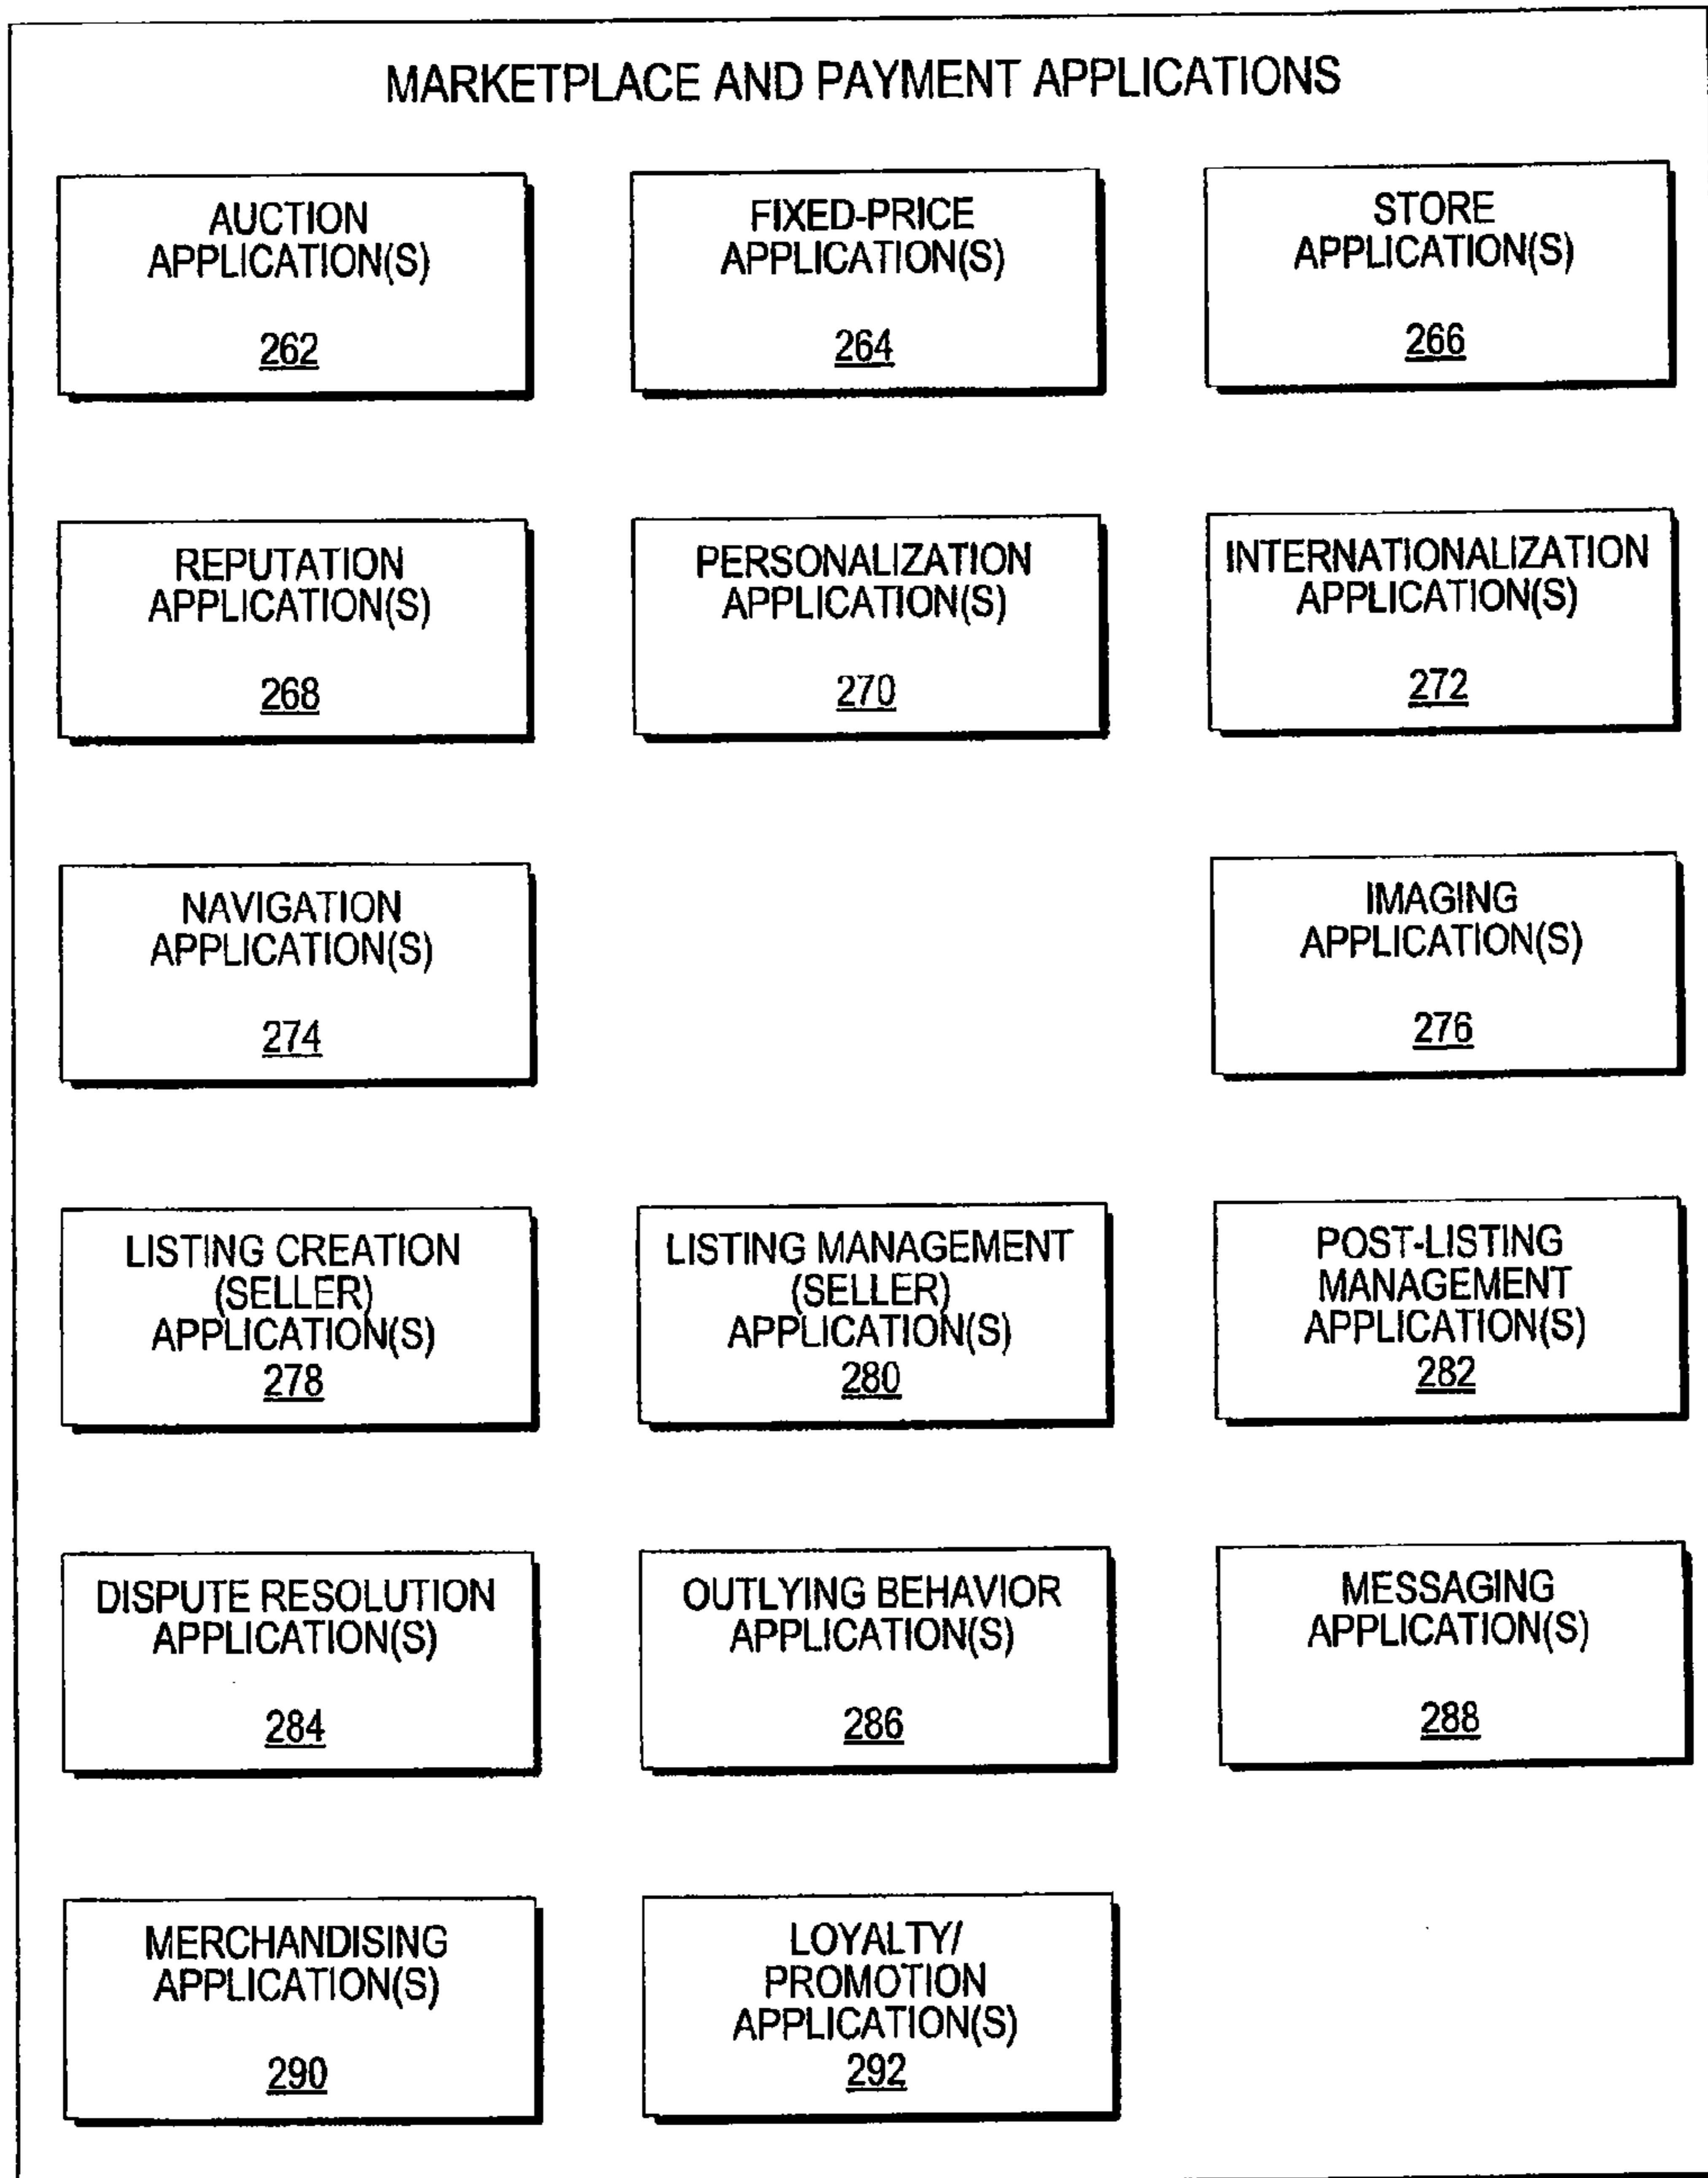 MARKETPLACE AND PAYMENT APPLICATIONS
AUCTION
APPLICATION(S)
262
FIXED-PRICE
APPLICATION(S)
264
STORE
APPLICATION(S)
266
REPUTATION
APPLICATION(S)
268
PERSONALIZATION
APPLICATION(S)
270
INTERNATIONALIZATION
APPLICATION(S)
272
NAVIGATION
APPLICATION(S)
274
IMAGING
APPLICATION(S)
276
LISTING CREATION
(SELLER)
APPLICATION(S)
278
LISTING MANAGEMENT
(SELLER)
APPLICATION(S)
280
POST-LISTING
MANAGEMENT
APPLICATION(S)
282
DISPUTE RESOLUTION
APPLICATION(S)
284
OUTLYING BEHAVIOR
APPLICATION(S)
286
MESSAGING
APPLICATION(S)
288
MERCHANDISING
APPLICATION(S)
290
LOYALTY/
PROMOTION
APPLICATION(S)
292